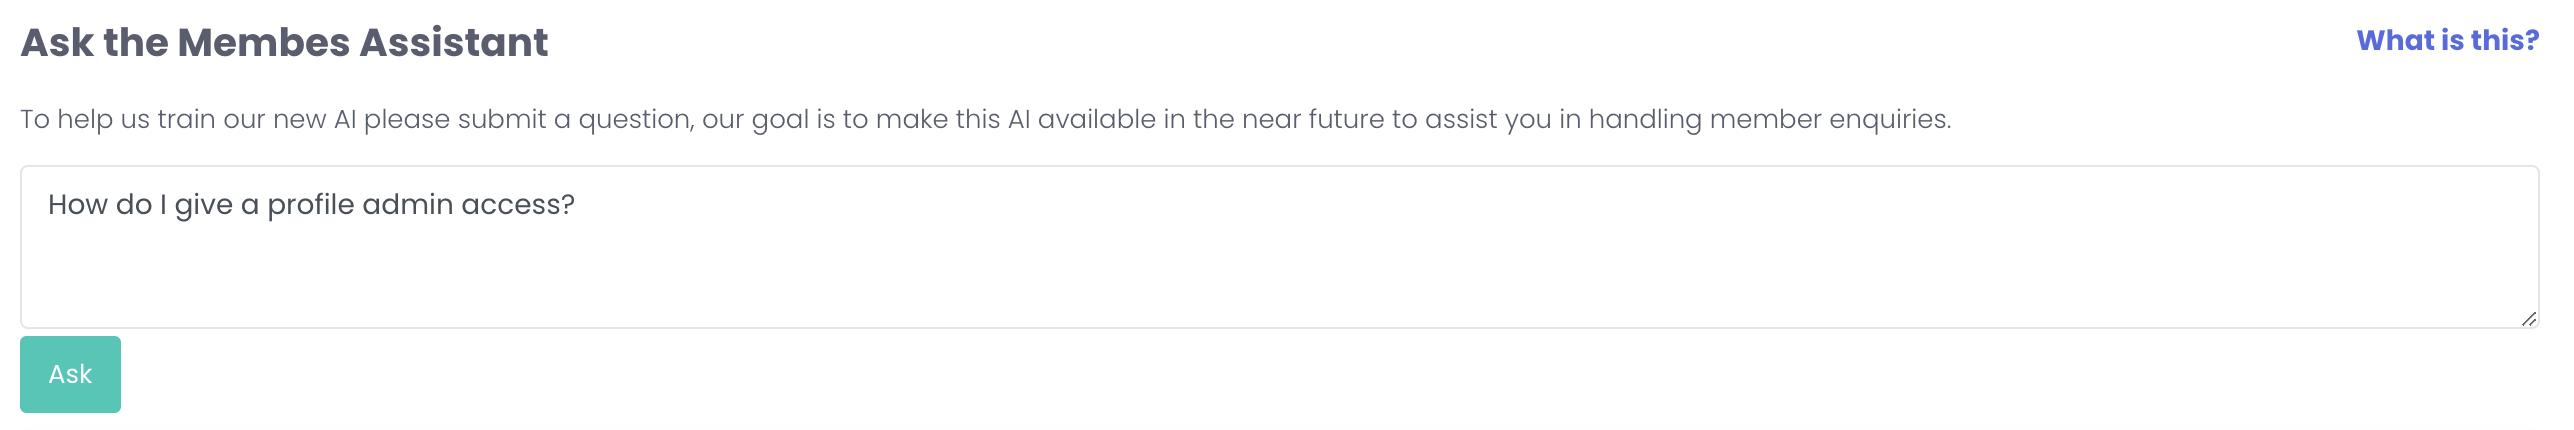 Ask the Membes Assistant
What is this?
To help us train our new AI please submit a question, our goal is to make this AI available in the near future to assist you in handling member enquiries.
How do I give a profile admin access?
Ask